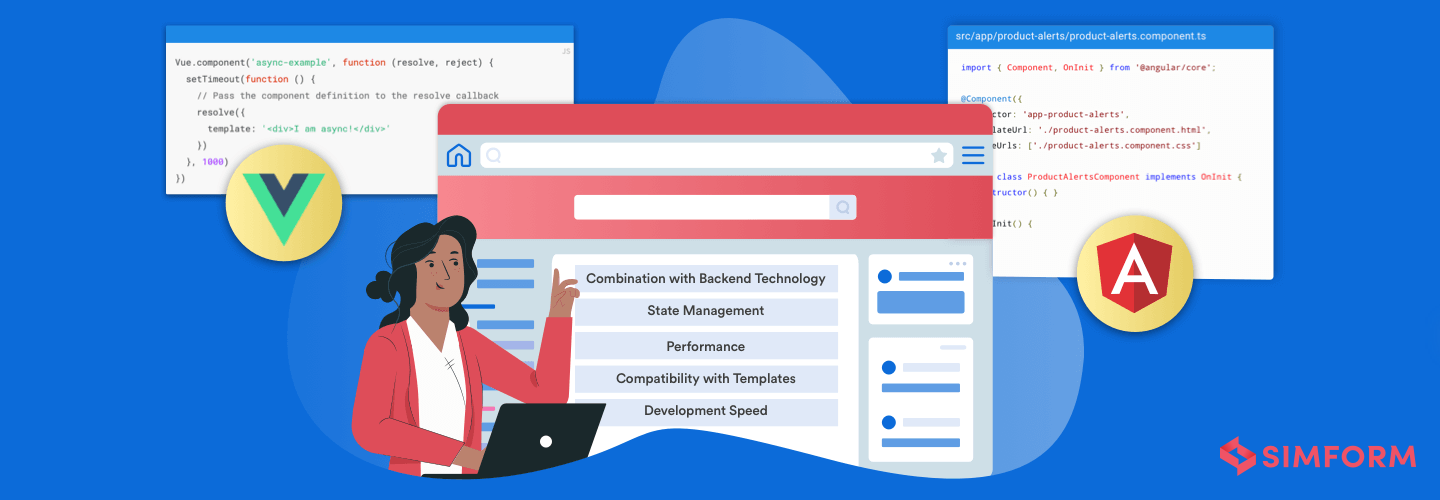 JS
Vue.component('async-example', function (resolve, reject) {
setTimeout(function () {
// Pass the component definition to the resolve callback
resolve({
template: '<div>I am async!</div>'
})
}, 1000)
})
src/app/product-alerts/product-alerts.component.ts
import { Component, OnInit } from '@angular/core';
@Component({
ctor: 'app-product-alerts',
lateUrl: './product-alerts.component.html',
eUrls: ['./product-alerts.component.css']
class ProductAlertsComponent implements OnInit {
tructor() { }
Init() {
Combination with Backend Technology
State Management
Performance
Compatibility with Templates
Development Speed
A
SIMFORM